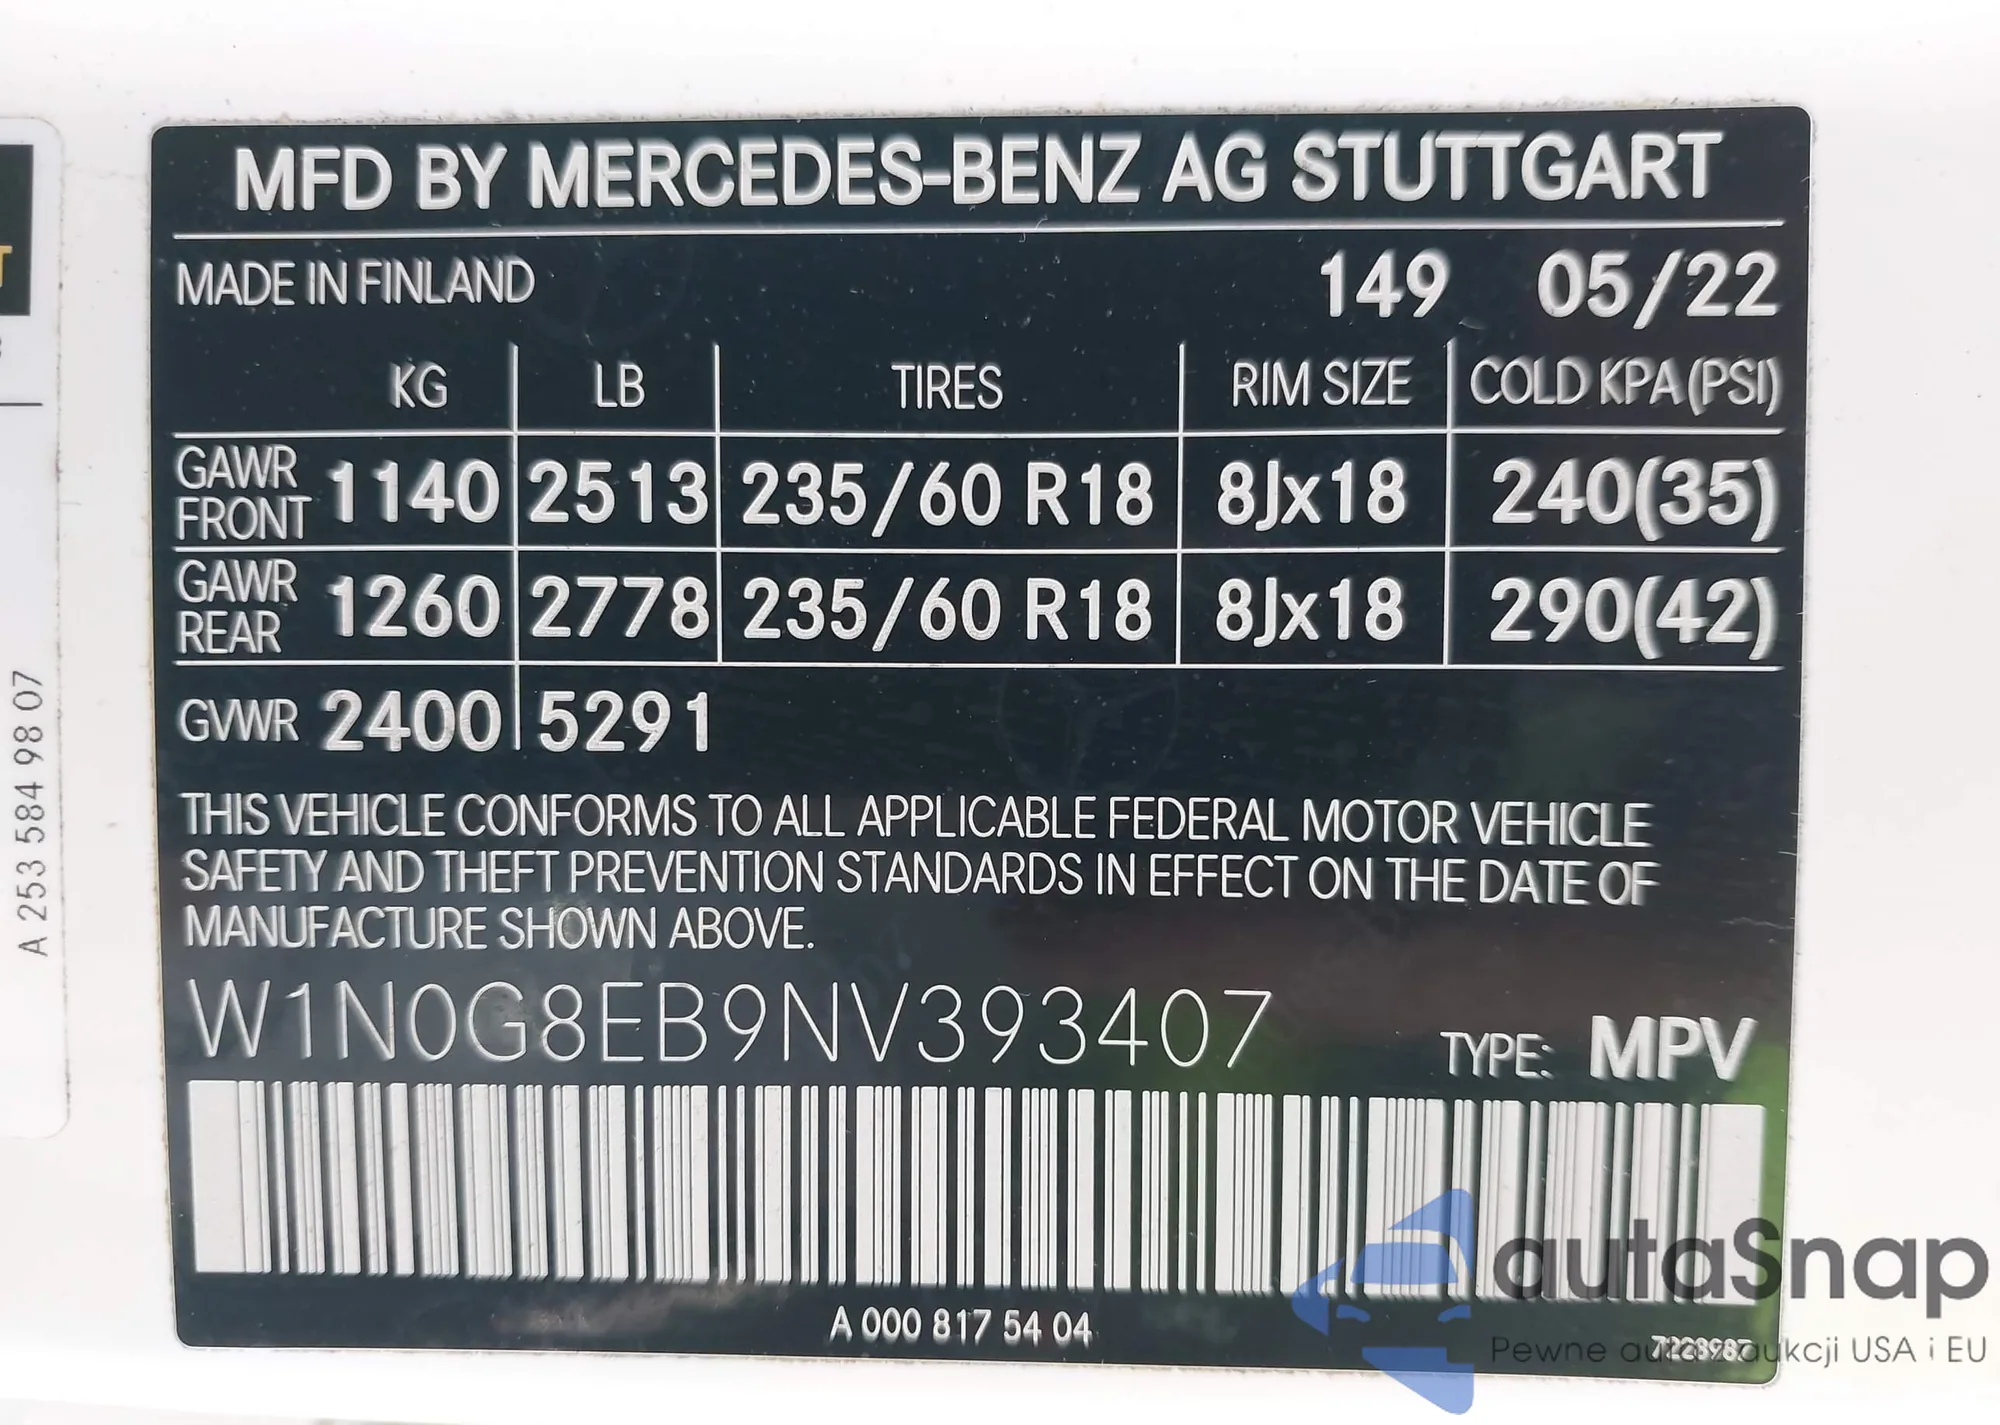 MFD BY MERCEDES-BENZ AG STUTTGART
MADE IN FINLAND 149 05/22
KG LB TIRES RIM SIZE COLD KPA (PSI)
GAWR FRONT 1140 2513 235/60 R18 8Jx18 240(35)
GAWR REAR 1260 2778 235/60 R18 8Jx18 290(42)
GVWR 2400 5291
THIS VEHICLE CONFORMS TO ALL APPLICABLE FEDERAL MOTOR VEHICLE
SAFETY AND THEFT PREVENTION STANDARDS IN EFFECT ON THE DATE OF
MANUFACTURE SHOWN ABOVE.
W1N0G8EB9NV393407 TYPE: MPV
A 000 817 54 04
A 253 584 98 07
autaSnap
Pewne auta z aukcji USA i EU